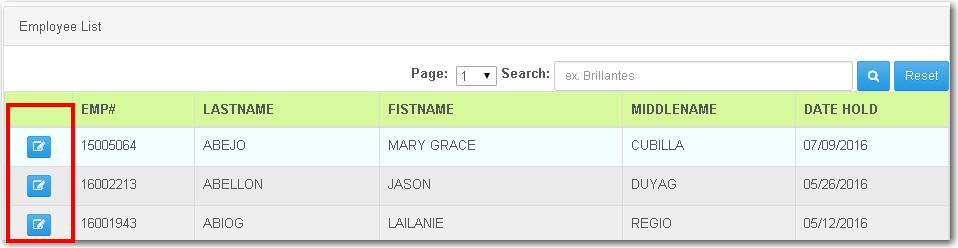 Employee List
Page: 1 Search: ex. Brillantes Reset
EMP# LASTNAME FISTNAME MIDDLENAME DATE HOLD
15005064 ABEJO MARY GRACE CUBILLA 07/09/2016
16002213 ABELLON JASON DUYAG 05/26/2016
16001943 ABIOG LAILANIE REGIO 05/12/2016